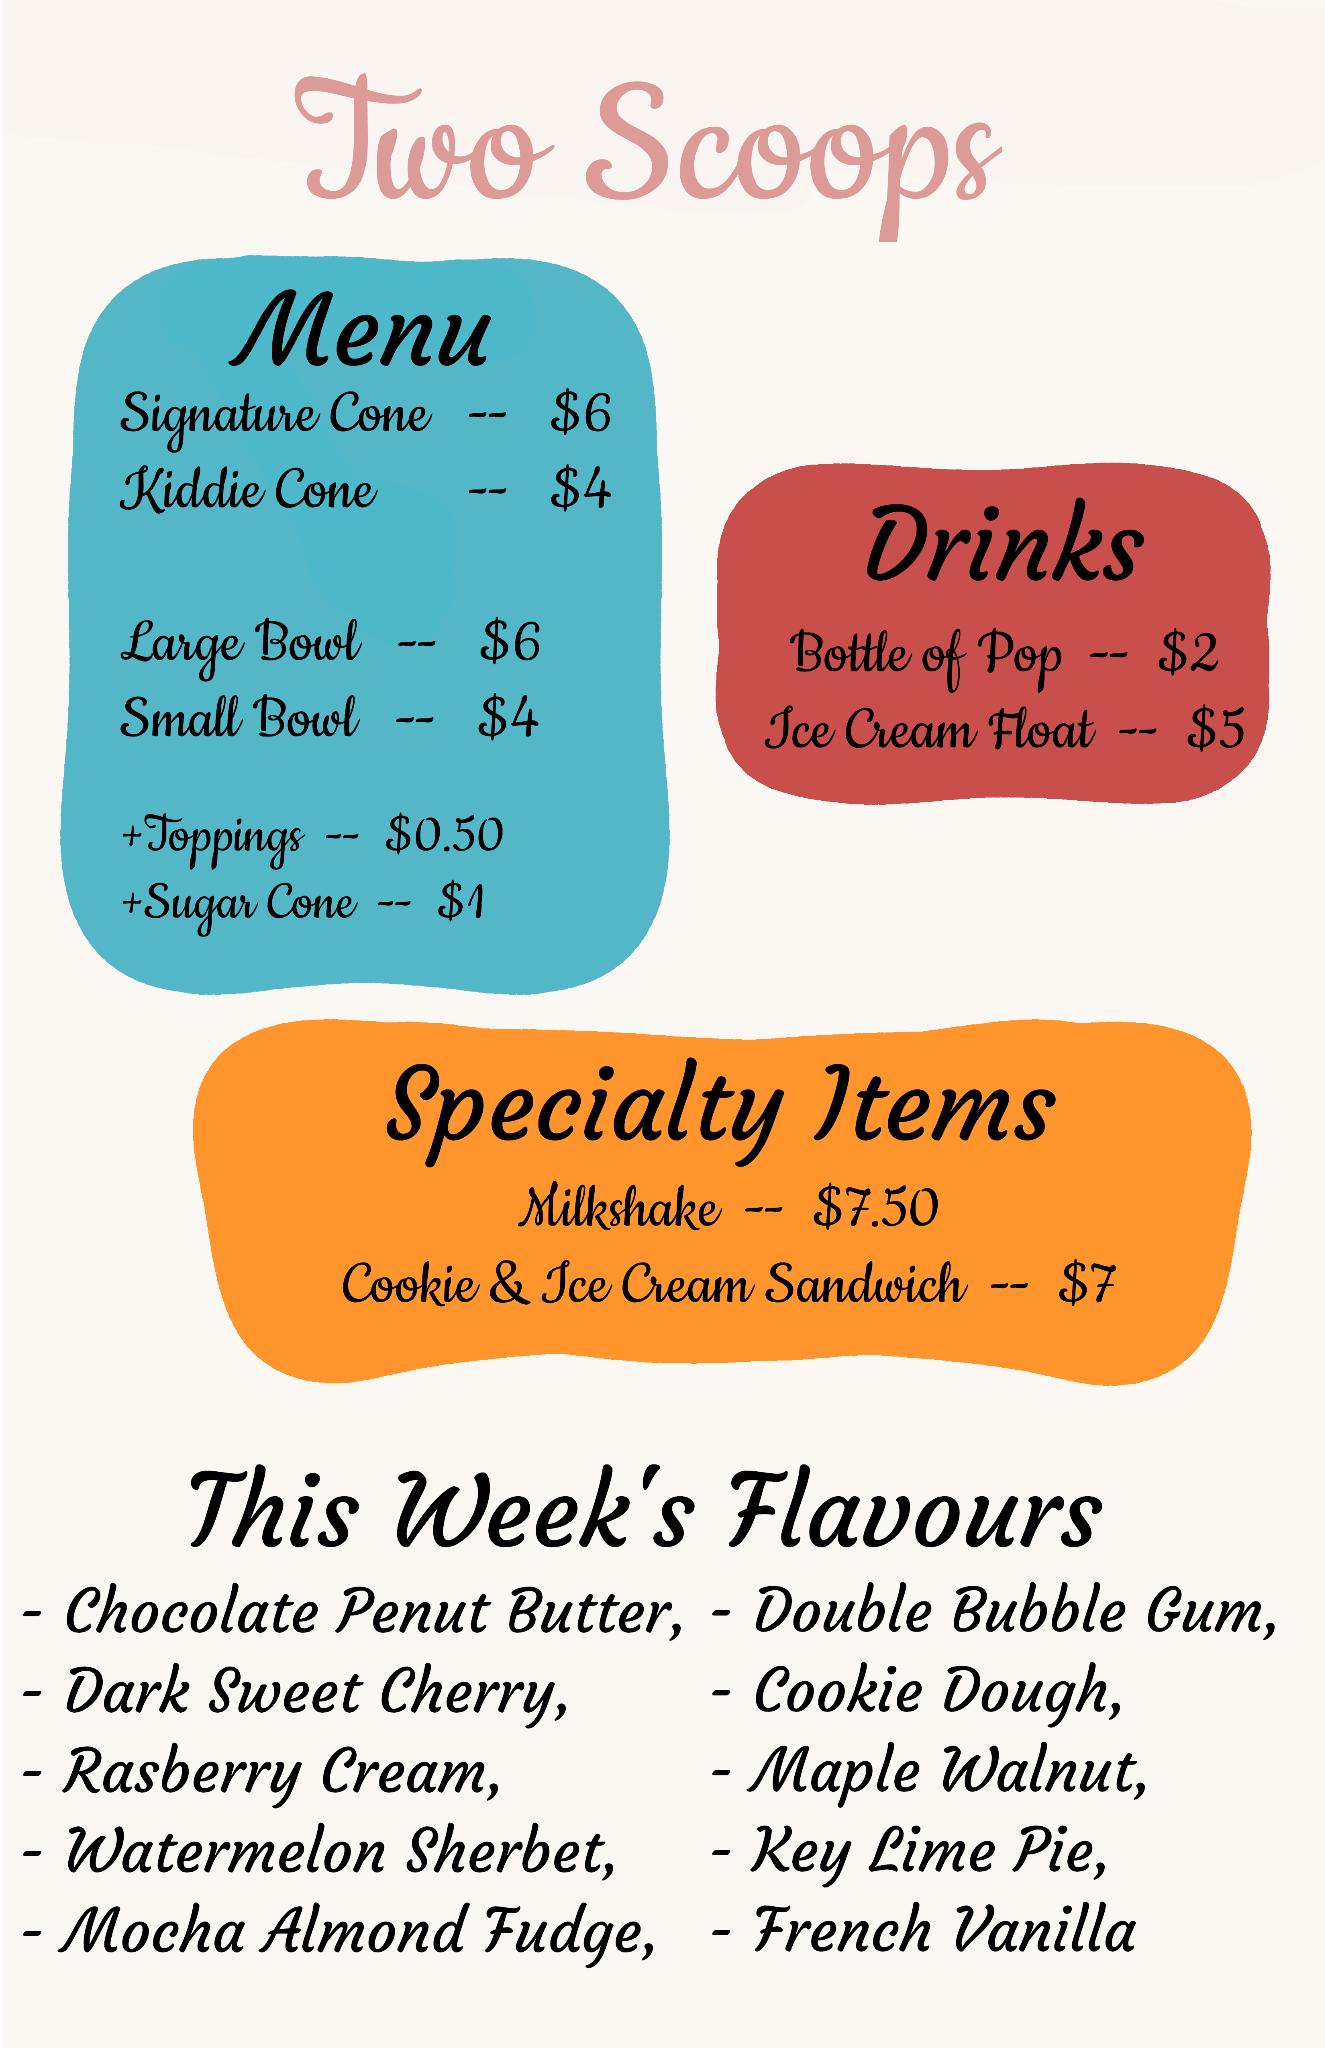 Two Scoops
Menu
Signature Cone -- $6
Kiddie Cone -- $4
Large Bowl -- $6
Small Bowl -- $4
+Toppings -- $0.50
+Sugar Cone -- $1
Drinks
Bottle of Pop -- $2
Ice Cream Float -- $5
Specialty Items
Milkshake -- $7.50
Cookie & Ice Cream Sandwich -- $7
This Week's Flavours
- Chocolate Penut Butter,
- Dark Sweet Cherry,
- Rasberry Cream,
- Watermelon Sherbet,
- Mocha Almond Fudge,
- Double Bubble Gum,
- Cookie Dough,
- Maple Walnut,
- Key Lime Pie,
- French Vanilla